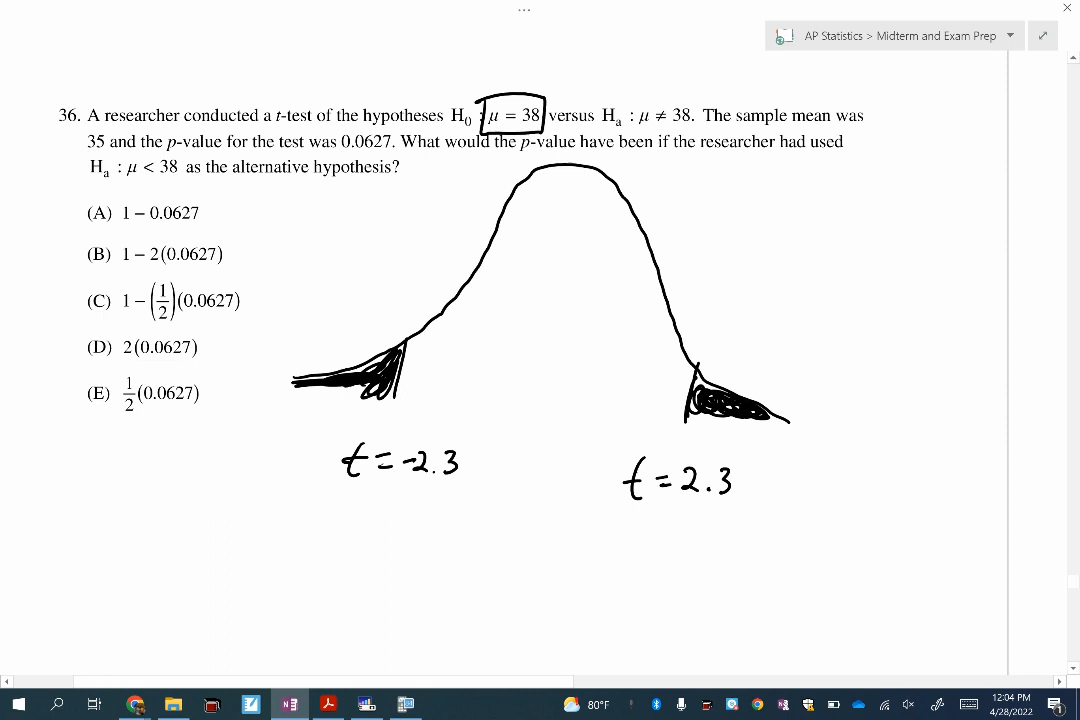 ...
AP Statistics > Midterm and Exam Prep
36. A researcher conducted a t-test of the hypotheses H₀ : μ = 38 versus Hₐ : μ ≠ 38. The sample mean was
35 and the p-value for the test was 0.0627. What would the p-value have been if the researcher had used
Hₐ : μ < 38 as the alternative hypothesis?
(A) 1 − 0.0627
(B) 1 − 2(0.0627)
(C) 1 − (1/2)(0.0627)
(D) 2(0.0627)
(E) 1/2(0.0627)
t = -2.3
t = 2.3
80°F
12:04 PM
4/28/2022